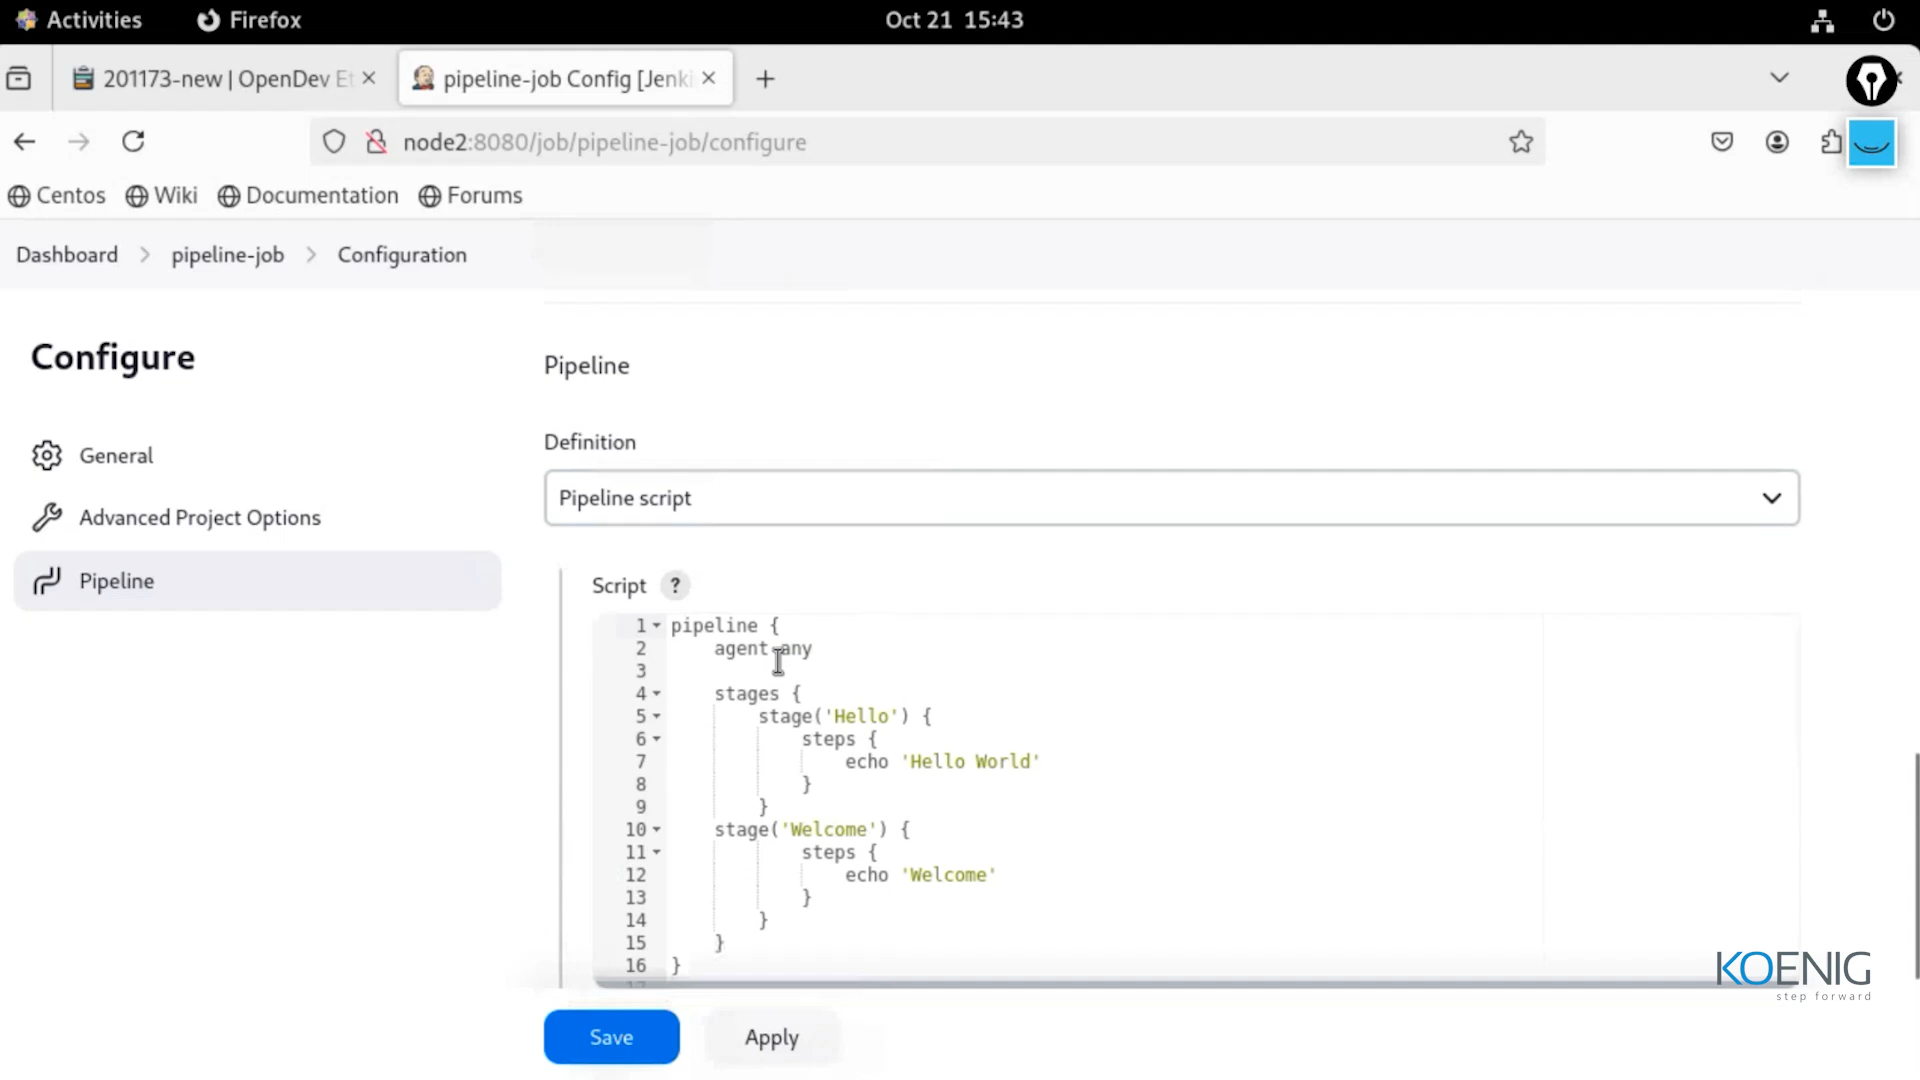 Activities Firefox Oct 21 15:43
201173-new | OpenDev Et pipeline-job Config [Jenki
node2:8080/job/pipeline-job/configure
Centos Wiki Documentation Forums
Dashboard pipeline-job Configuration
Configure
General
Advanced Project Options
Pipeline
Pipeline
Definition
Pipeline script
Script ?
1 pipeline {
2 agent any
3
4 stages {
5 stage('Hello') {
6 steps {
7 echo 'Hello World'
8 }
9 }
10 stage('Welcome') {
11 steps {
12 echo 'Welcome'
13 }
14 }
15 }
16 }
17
KOENIG
step forward
Save Apply